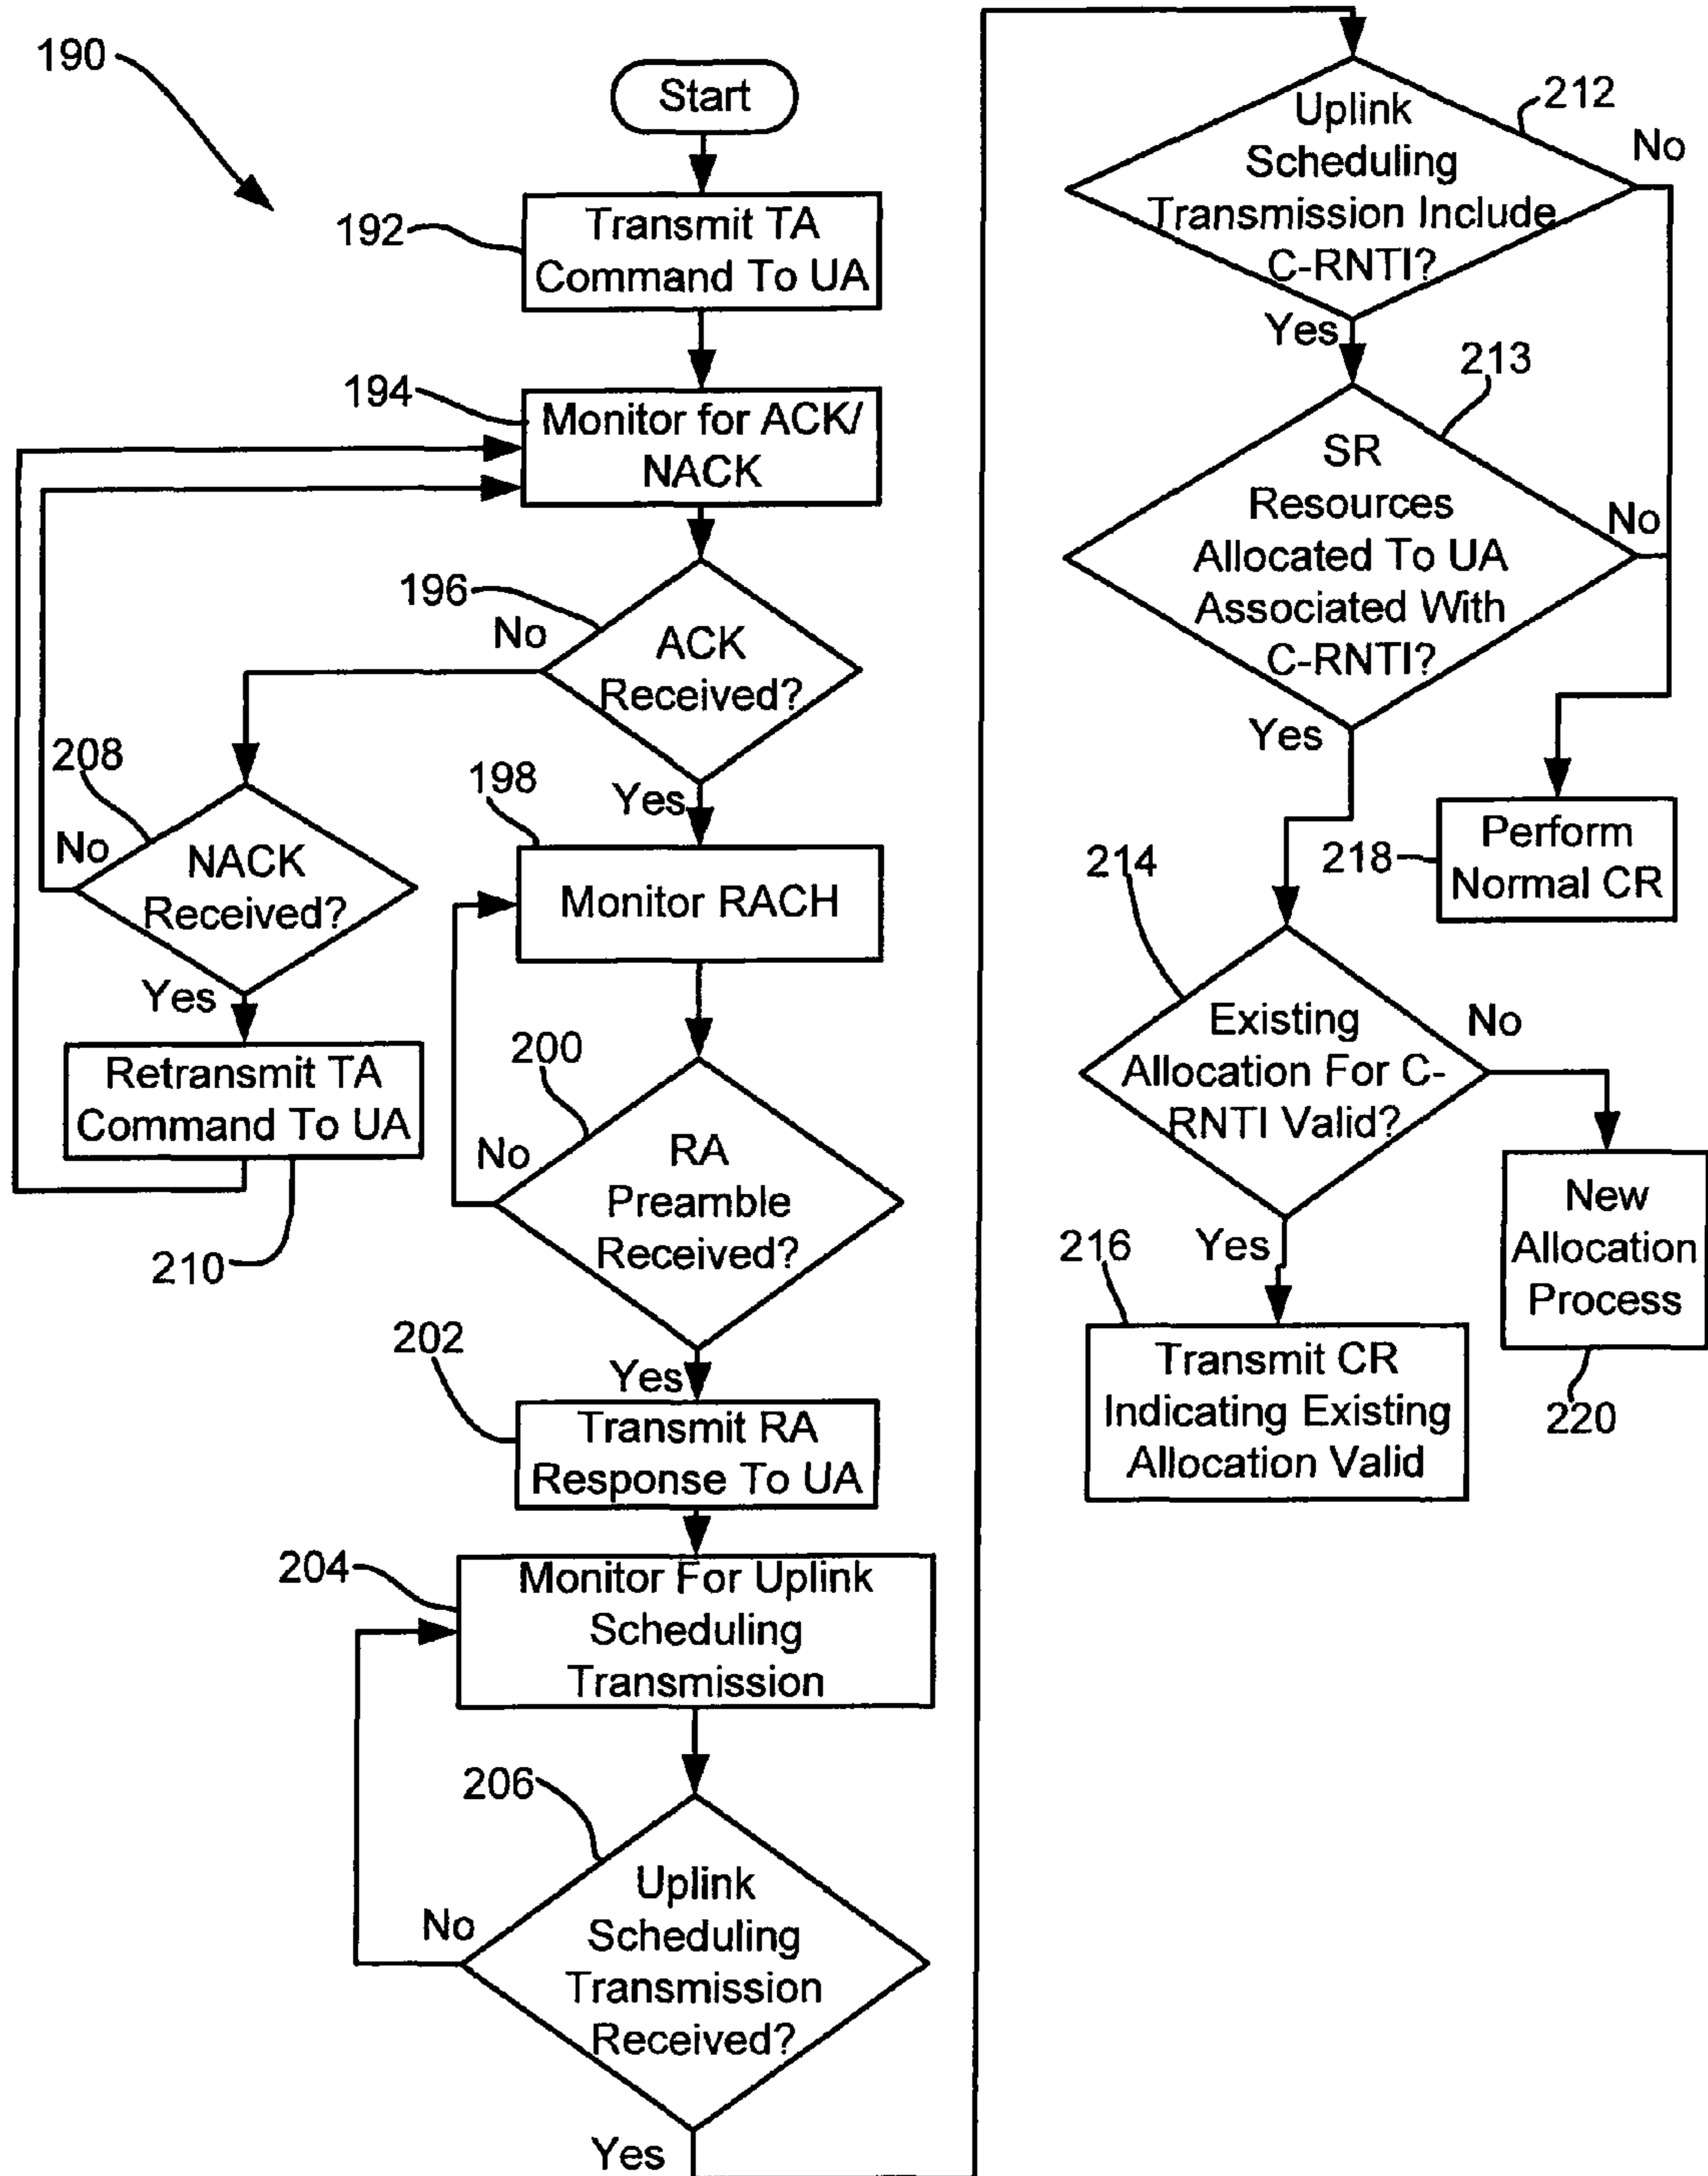 190
Start
192
Transmit TA
Command To UA
194
Monitor for ACK/
NACK
196
No
ACK
Received?
Yes
208
No
NACK
Received?
Yes
Retransmit TA
Command To UA
210
198
Monitor RACH
200
No
RA
Preamble
Received?
Yes
202
Transmit RA
Response To UA
204
Monitor For Uplink
Scheduling
Transmission
206
No
Uplink
Scheduling
Transmission
Received?
Yes
212
No
Uplink
Scheduling
Transmission Include
C-RNTI?
Yes
213
No
SR
Resources
Allocated To UA
Associated With
C-RNTI?
Yes
218
Perform
Normal CR
214
No
Existing
Allocation For C-
RNTI Valid?
Yes
216
Transmit CR
Indicating Existing
Allocation Valid
New
Allocation
Process
220